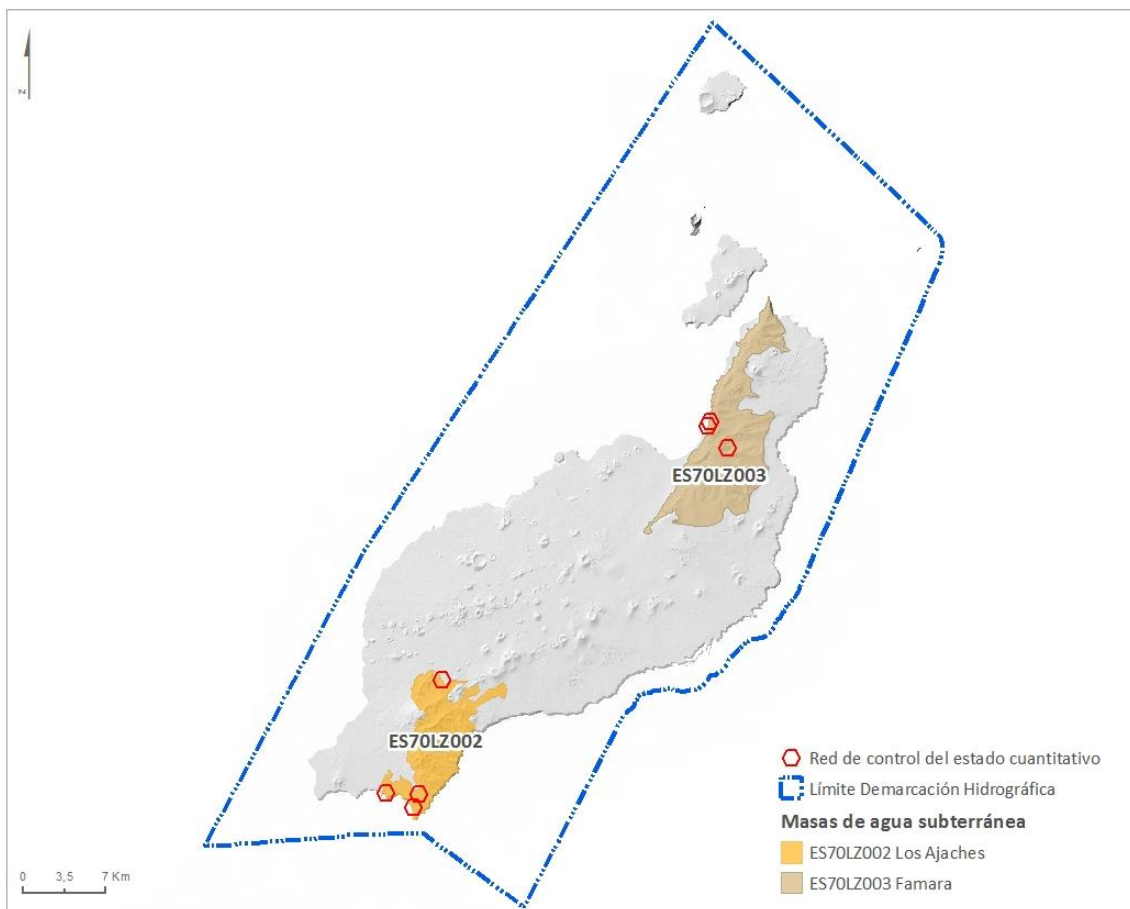 N
ES70LZ003
ES70LZ002
Red de control del estado cuantitativo
Límite Demarcación Hidrográfica
Masas de agua subterránea
ES70LZ002 Los Ajaches
ES70LZ003 Famara
0 3,5 7 Km